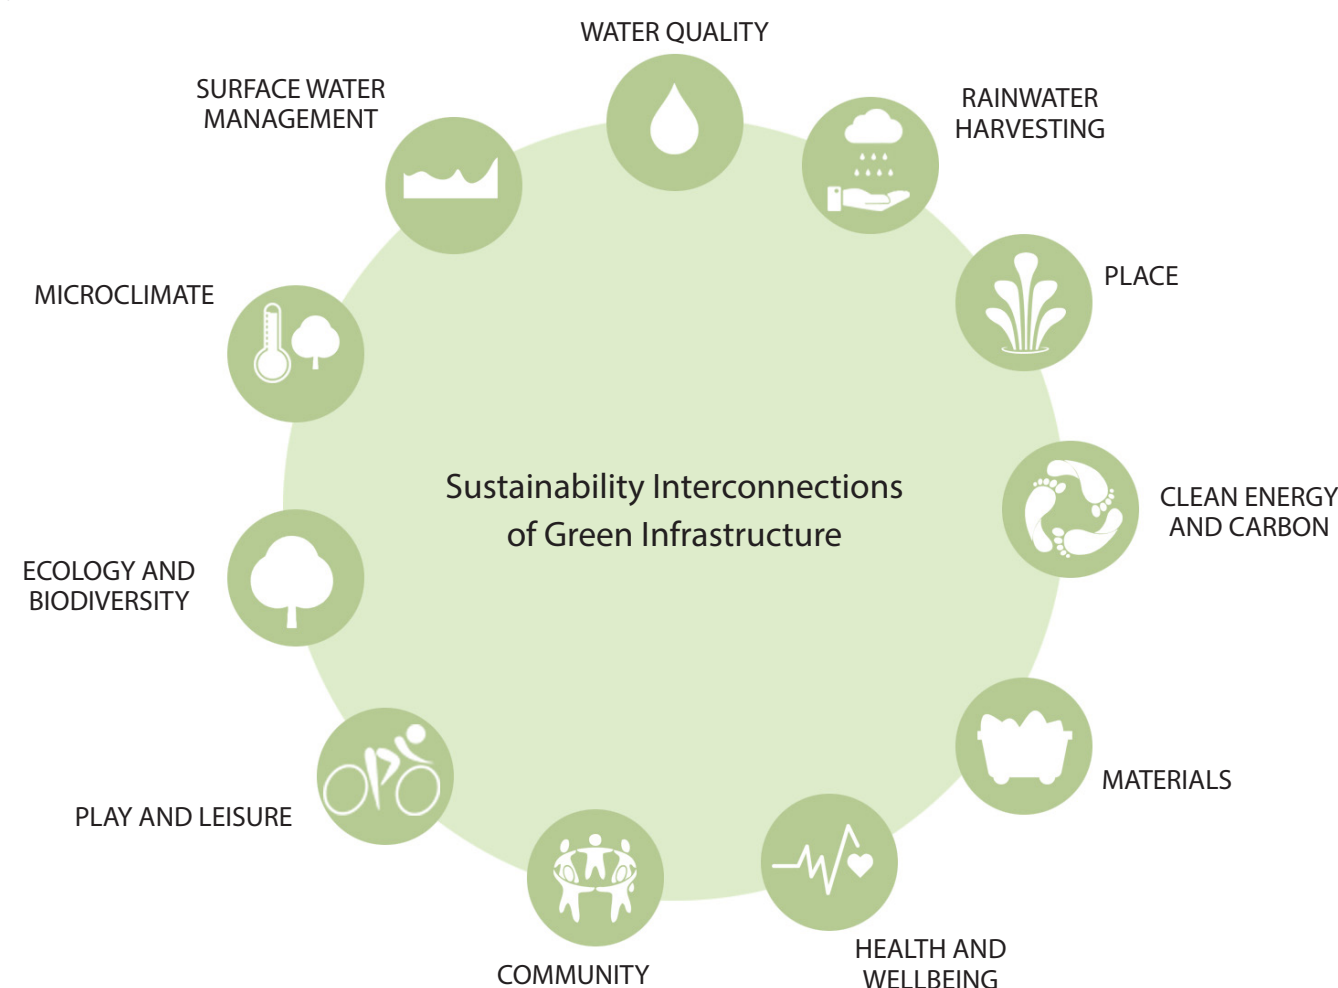 WATER QUALITY
RAINWATER
HARVESTING
PLACE
CLEAN ENERGY
AND CARBON
MATERIALS
HEALTH AND
WELLBEING
COMMUNITY
PLAY AND LEISURE
ECOLOGY AND
BIODIVERSITY
MICROCLIMATE
SURFACE WATER
MANAGEMENT
Sustainability Interconnections
of Green Infrastructure